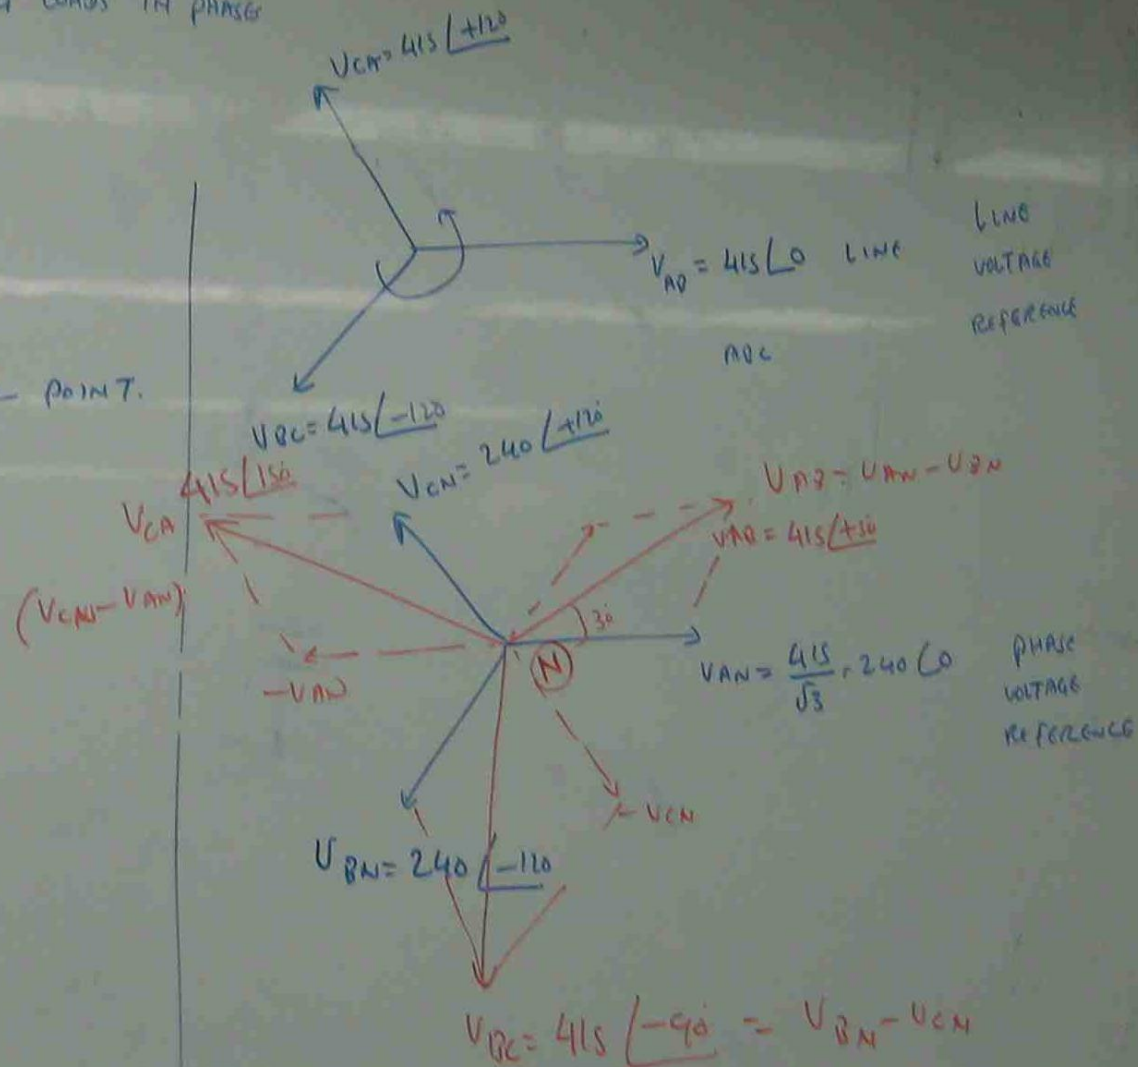 LOADS IN PHASE
VCA = 415 ∠+120°
VAB = 415 ∠0 LINE
LINE
VOLTAGE
REFERENCE
ABC
- POINT.
VBC = 415 ∠-120
VCN = 240 ∠+120°
415 ∠150°
VCA
(VCN - VAN)
VAB = VAN - VBN
VAB = 415 ∠+30°
30°
N
-VAN
VAN = 415/√3 = 240 ∠0
PHASE
VOLTAGE
REFERENCE
-VCN
VBN = 240 ∠-120
VBC = 415 ∠-90° = VBN - VCN